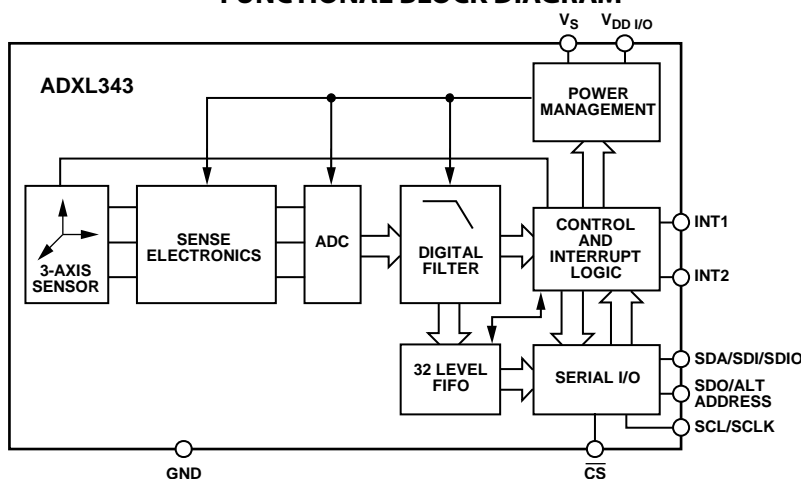 FUNCTIONAL BLOCK DIAGRAM
VS
VDD I/O
ADXL343
POWER
MANAGEMENT
3-AXIS
SENSOR
SENSE
ELECTRONICS
ADC
DIGITAL
FILTER
CONTROL
AND
INTERRUPT
LOGIC
INT1
INT2
32 LEVEL
FIFO
SERIAL I/O
SDA/SDI/SDIO
SDO/ALT
ADDRESS
SCL/SCLK
GND
CS